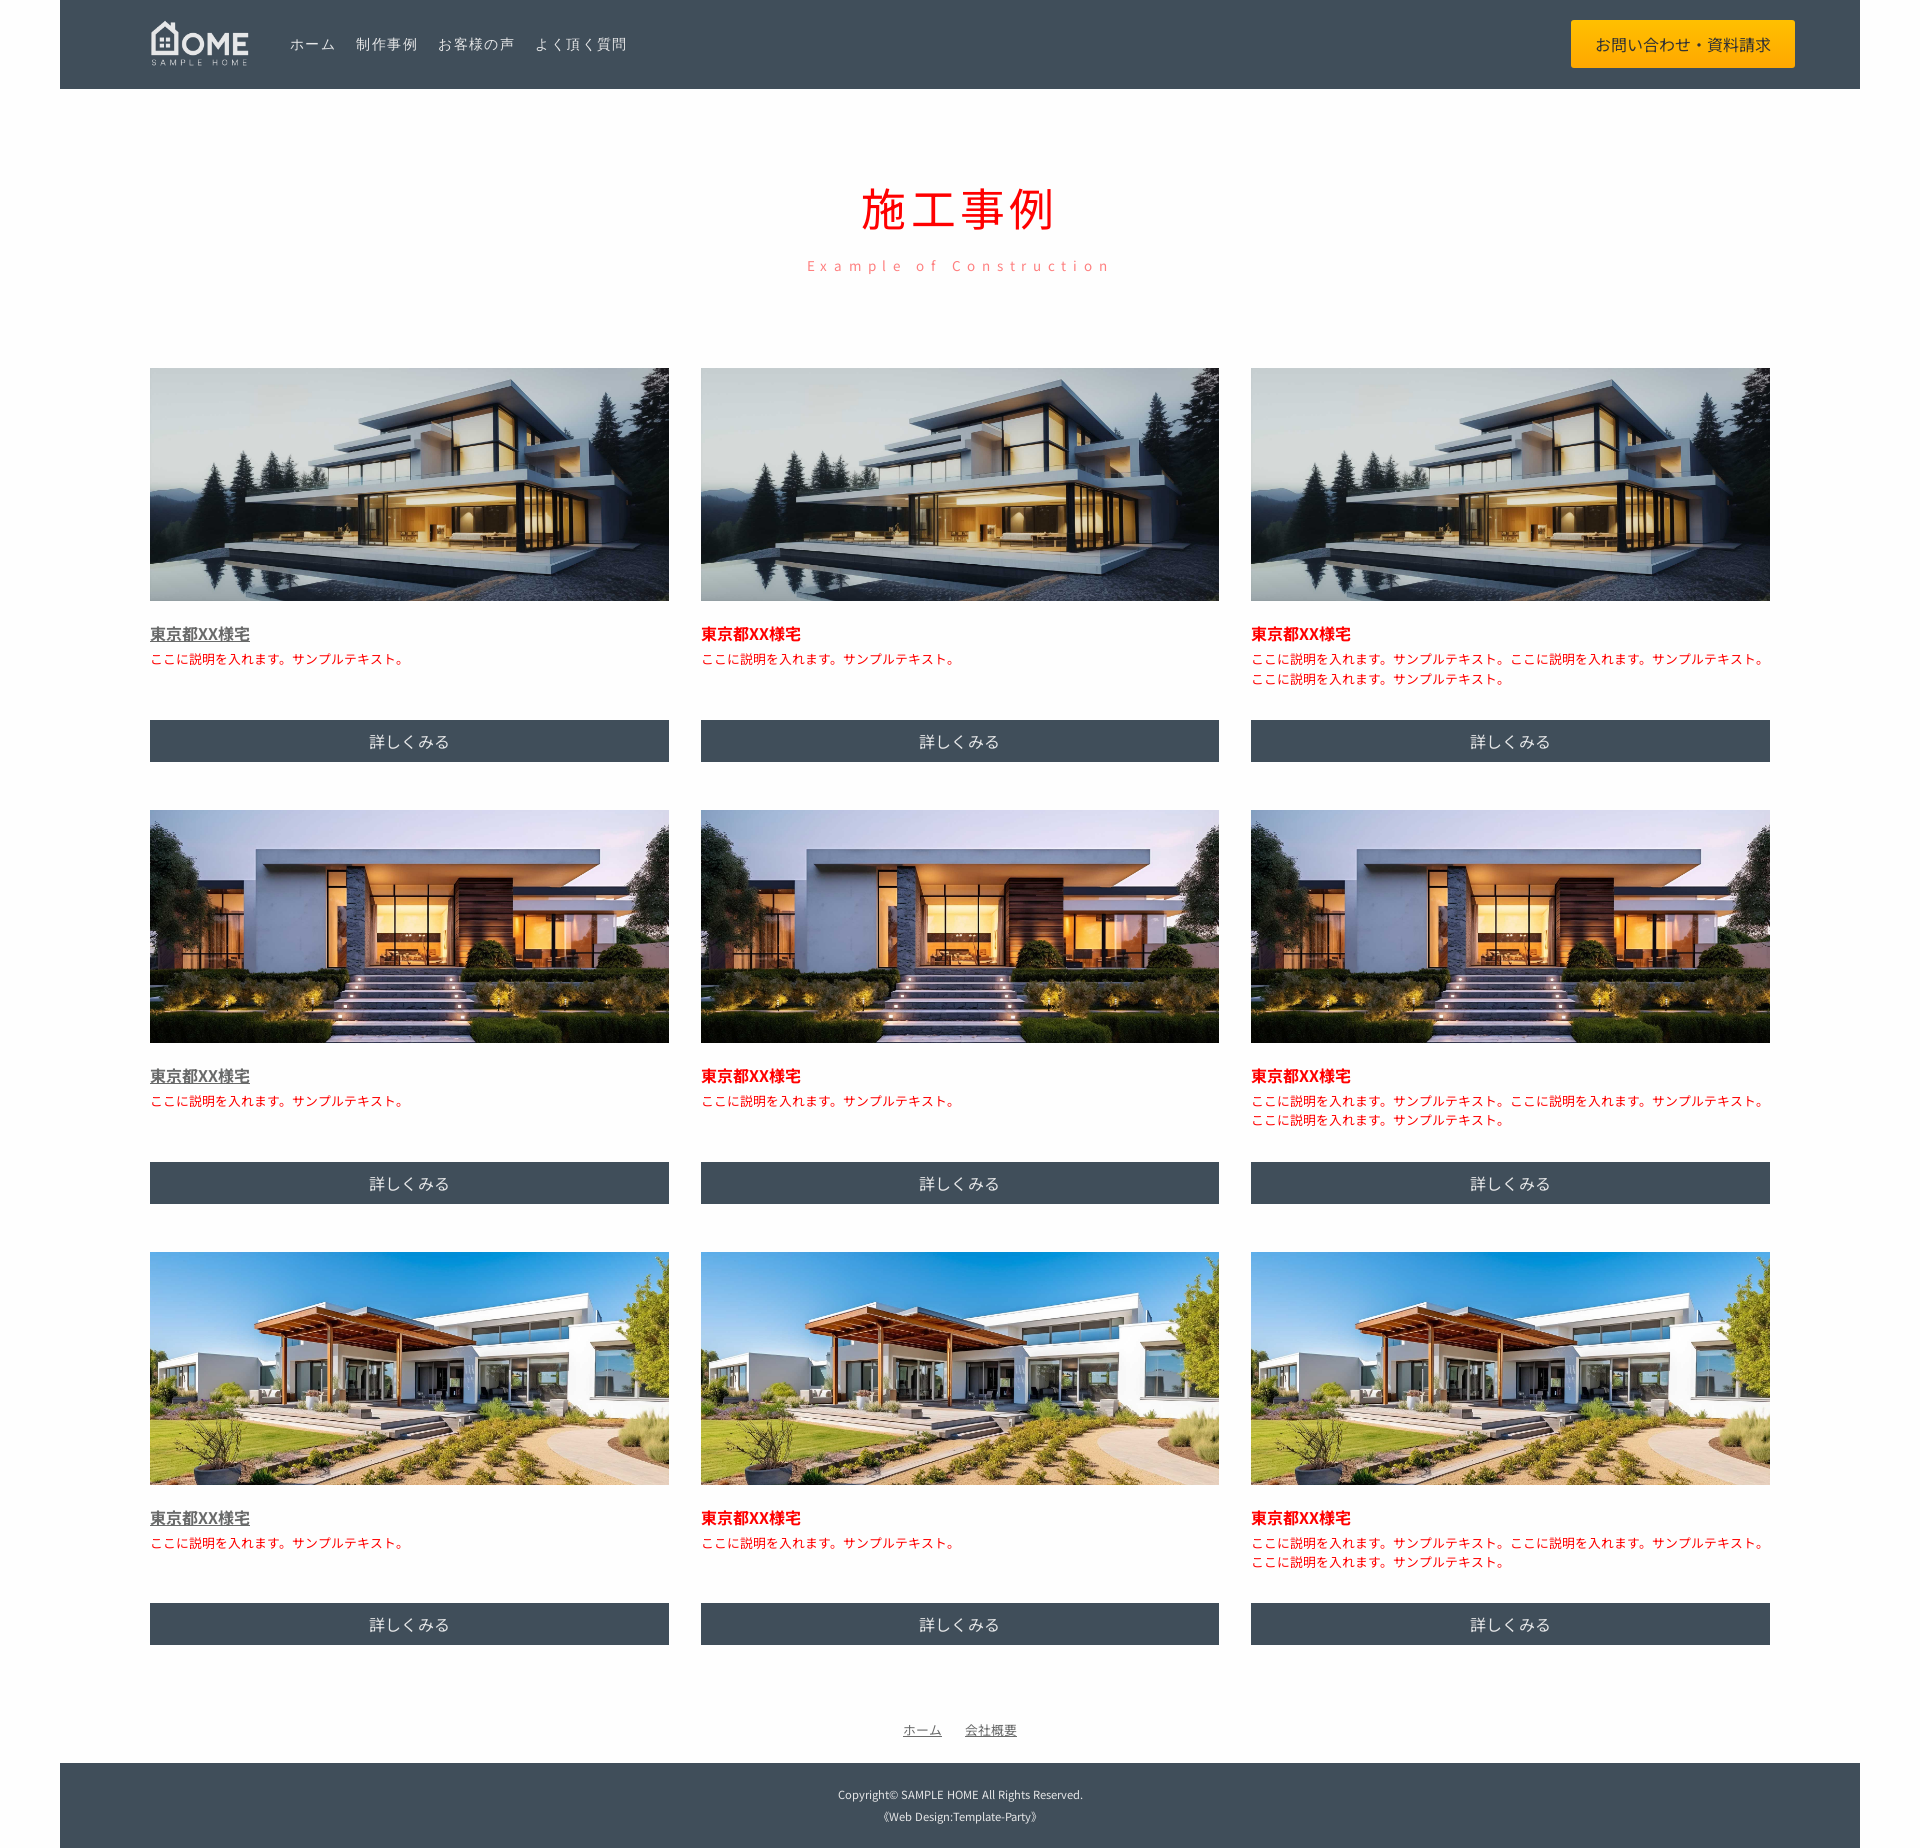 OME
SAMPLE HOME
ホーム 制作事例 お客様の声 よく頂く質問
お問い合わせ・資料請求
施工事例
Example of Construction
東京都XX様宅
ここに説明を入れます。サンプルテキスト。
詳しくみる
東京都XX様宅
ここに説明を入れます。サンプルテキスト。
詳しくみる
東京都XX様宅
ここに説明を入れます。サンプルテキスト。ここに説明を入れます。サンプルテキスト。
ここに説明を入れます。サンプルテキスト。
詳しくみる
東京都XX様宅
ここに説明を入れます。サンプルテキスト。
詳しくみる
東京都XX様宅
ここに説明を入れます。サンプルテキスト。
詳しくみる
東京都XX様宅
ここに説明を入れます。サンプルテキスト。ここに説明を入れます。サンプルテキスト。
ここに説明を入れます。サンプルテキスト。
詳しくみる
東京都XX様宅
ここに説明を入れます。サンプルテキスト。
詳しくみる
東京都XX様宅
ここに説明を入れます。サンプルテキスト。
詳しくみる
東京都XX様宅
ここに説明を入れます。サンプルテキスト。ここに説明を入れます。サンプルテキスト。
ここに説明を入れます。サンプルテキスト。
詳しくみる
ホーム 会社概要
Copyright© SAMPLE HOME All Rights Reserved.
《Web Design:Template-Party》